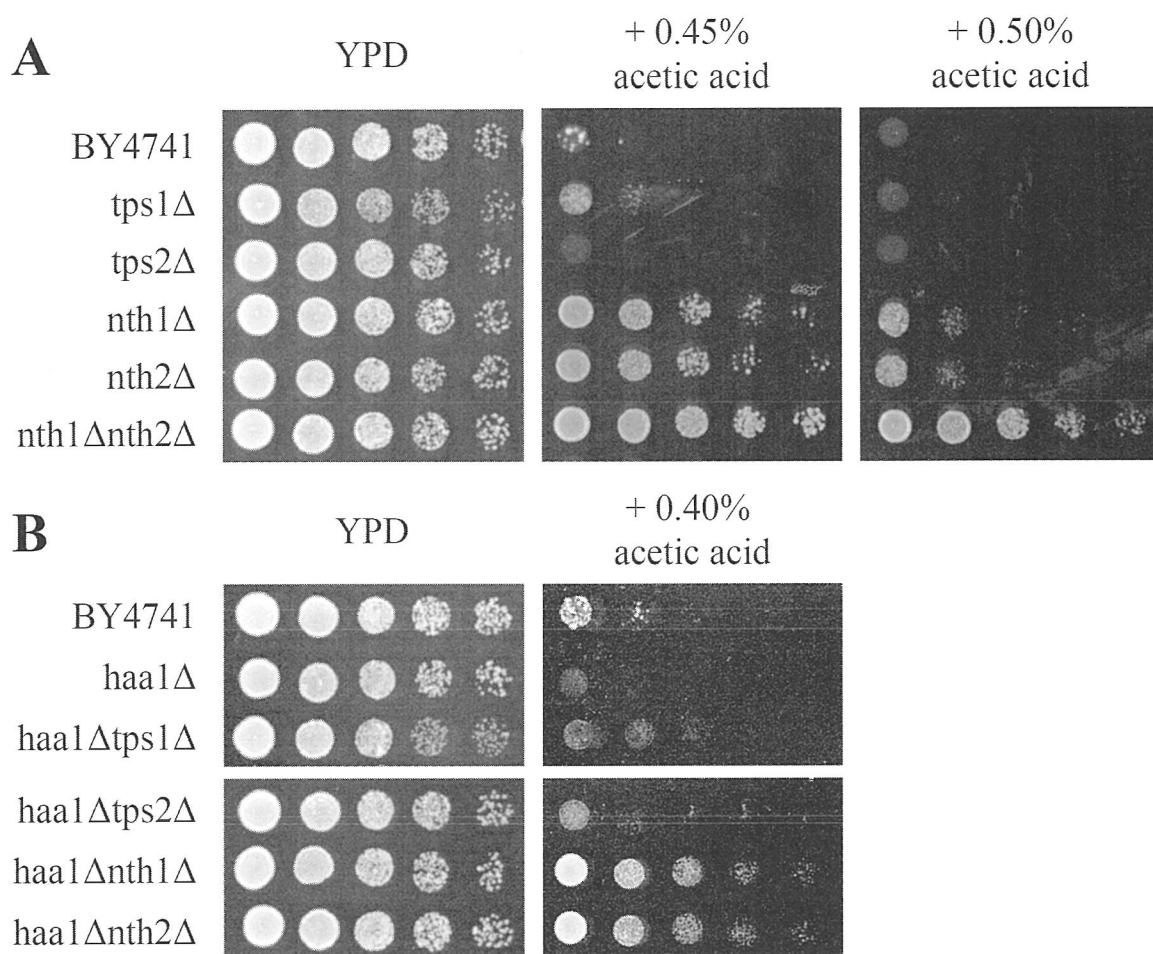 A
YPD
+ 0.45%
acetic acid
+ 0.50%
acetic acid
BY4741
tps1Δ
tps2Δ
nth1Δ
nth2Δ
nth1Δnth2Δ
B
YPD
+ 0.40%
acetic acid
BY4741
haa1Δ
haa1Δtps1Δ
haa1Δtps2Δ
haa1Δnth1Δ
haa1Δnth2Δ